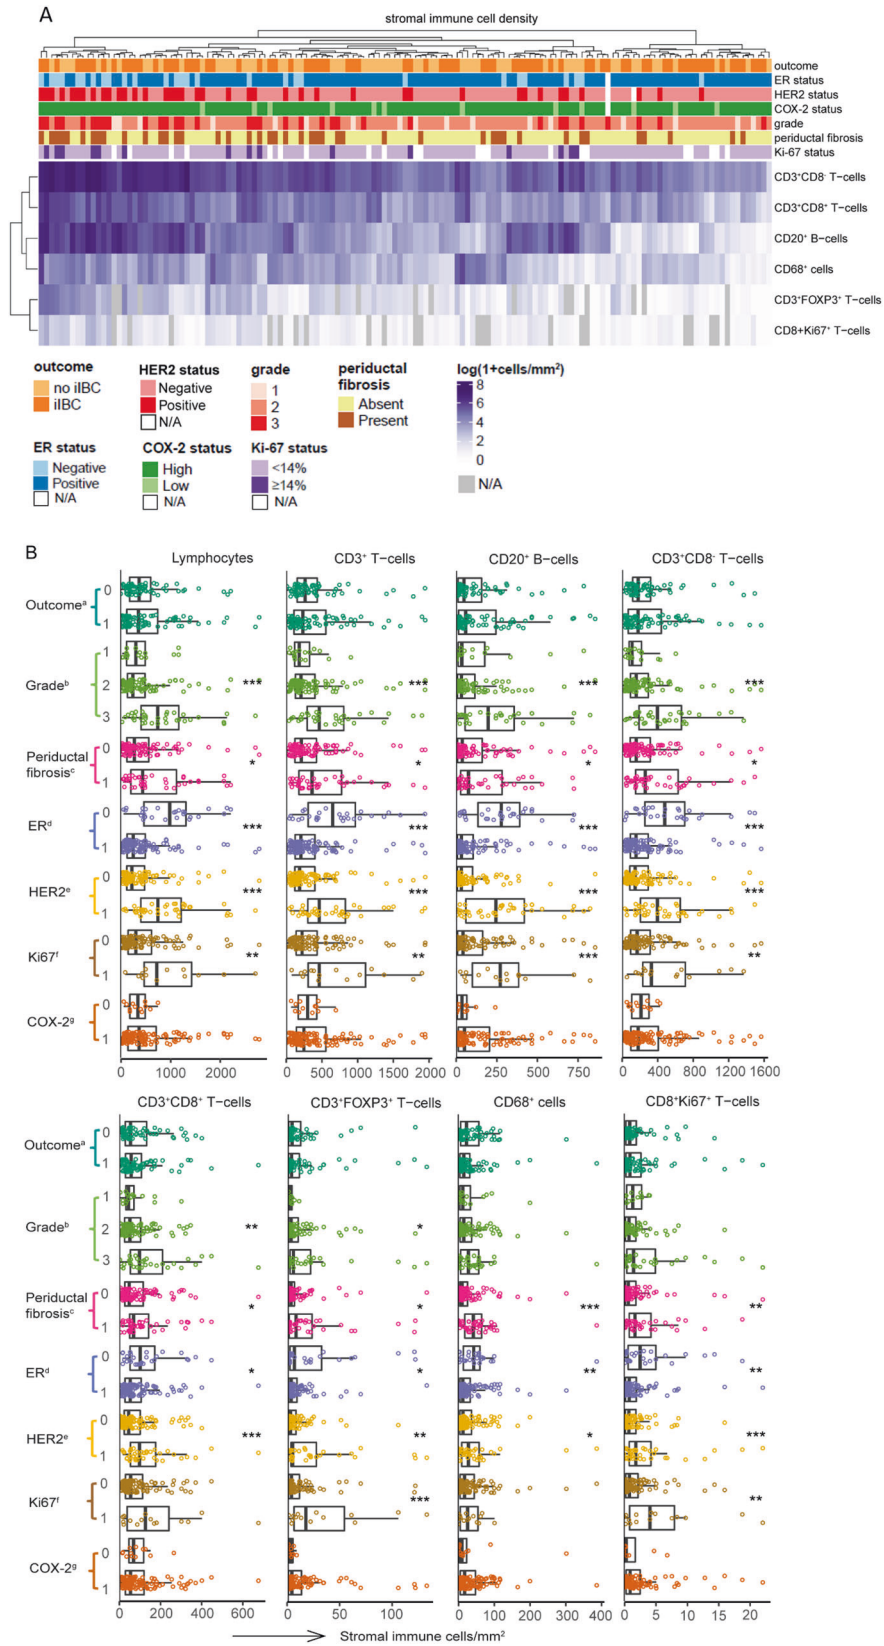 A
stromal immune cell density
outcome
ER status
HER2 status
COX-2 status
grade
periductal fibrosis
Ki-67 status
CD3⁺CD8⁻ T−cells
CD3⁺CD8⁺ T−cells
CD20⁺ B−cells
CD68⁺ cells
CD3⁺FOXP3⁺ T−cells
CD8+Ki67⁺ T−cells
outcome
no iIBC
iIBC
HER2 status
Negative
Positive
N/A
grade
1
2
3
periductal
fibrosis
Absent
Present
log(1+cells/mm²)
8
6
4
2
0
N/A
ER status
Negative
Positive
N/A
COX-2 status
High
Low
N/A
Ki-67 status
<14%
≥14%
N/A
B
Lymphocytes CD3⁺ T−cells CD20⁺ B−cells CD3⁺CD8⁻ T−cells
Outcomeᵃ 0
1
Gradeᵇ 1
2 *** *** *** ***
3
Periductal fibrosisᶜ 0
1 * * * *
ERᵈ 0
1 *** *** *** ***
HER2ᵉ 0
1 *** *** *** ***
Ki67ᶠ 0
1 ** ** *** **
COX-2ᵍ 0
1
0 1000 2000 0 500 1000 1500 2000 0 250 500 750 0 400 800 1200 1600
CD3⁺CD8⁺ T−cells CD3⁺FOXP3⁺ T−cells CD68⁺ cells CD8⁺Ki67⁺ T−cells
Outcomeᵃ 0
1
Gradeᵇ 1
2 ** *
3
Periductal fibrosisᶜ 0
1 * * *** **
ERᵈ 0
1 * * ** **
HER2ᵉ 0
1 *** ** * ***
Ki67ᶠ 0
1 *** **
COX-2ᵍ 0
1
0 200 400 600 0 50 100 0 100 200 300 400 0 5 10 15 20
Stromal immune cells/mm²